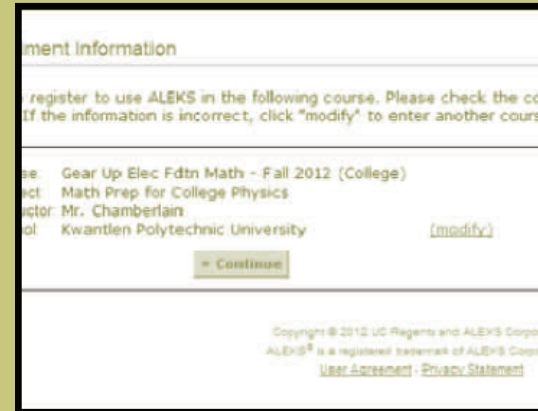 ment Information
register to use ALEKS in the following course. Please check the co
If the information is incorrect, click "modify" to enter another cours
se Gear Up Elec Fdtn Math - Fall 2012 (College)
ect Math Prep for College Physics
uctor Mr. Chamberlain
ol Kwantlen Polytechnic University (modify)
» Continue
Copyright © 2012 UC Regents and ALEKS Corpo
ALEKS® is a registered trademark of ALEKS Corpo
User Agreement - Privacy Statement